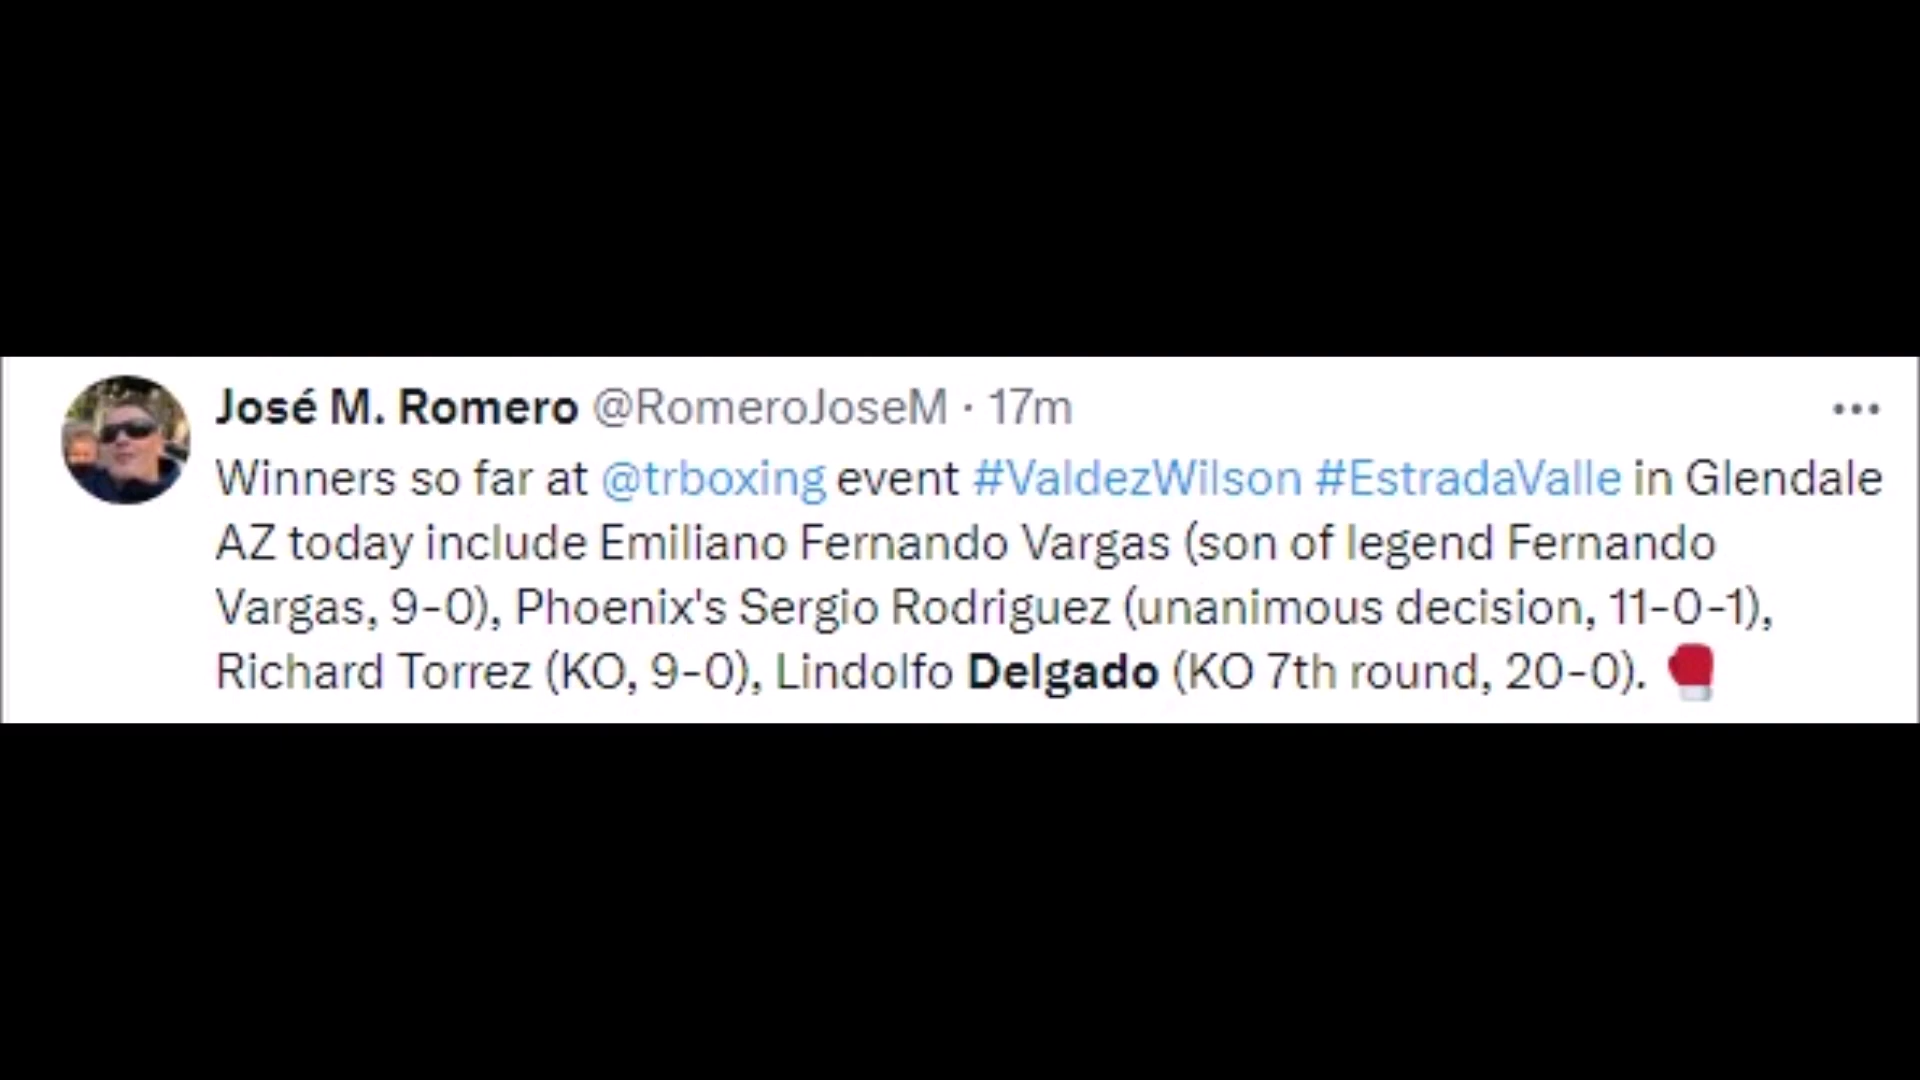 José M. Romero @RomeroJoseM · 17m
Winners so far at @trboxing event #ValdezWilson #EstradaValle in Glendale
AZ today include Emiliano Fernando Vargas (son of legend Fernando
Vargas, 9-0), Phoenix's Sergio Rodriguez (unanimous decision, 11-0-1),
Richard Torrez (KO, 9-0), Lindolfo Delgado (KO 7th round, 20-0). 🥊